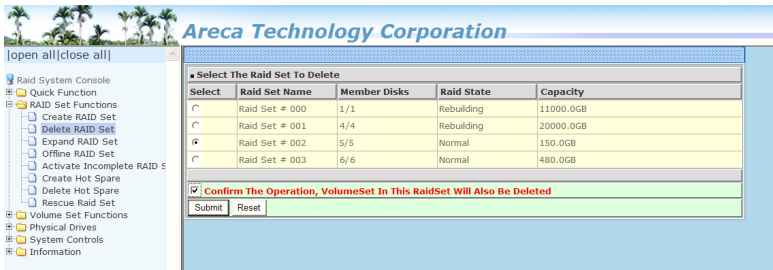 Areca Technology Corporation
|open all|close all|
Raid System Console
Quick Function
RAID Set Functions
Create RAID Set
Delete RAID Set
Expand RAID Set
Offline RAID Set
Activate Incomplete RAID S
Create Hot Spare
Delete Hot Spare
Rescue Raid Set
Volume Set Functions
Physical Drives
System Controls
Information
Select The Raid Set To Delete
Select Raid Set Name Member Disks Raid State Capacity
Raid Set # 000 1/1 Rebuilding 11000.0GB
Raid Set # 001 4/4 Rebuilding 20000.0GB
Raid Set # 002 5/5 Normal 150.0GB
Raid Set # 003 6/6 Normal 480.0GB
Confirm The Operation, VolumeSet In This RaidSet Will Also Be Deleted
Submit Reset